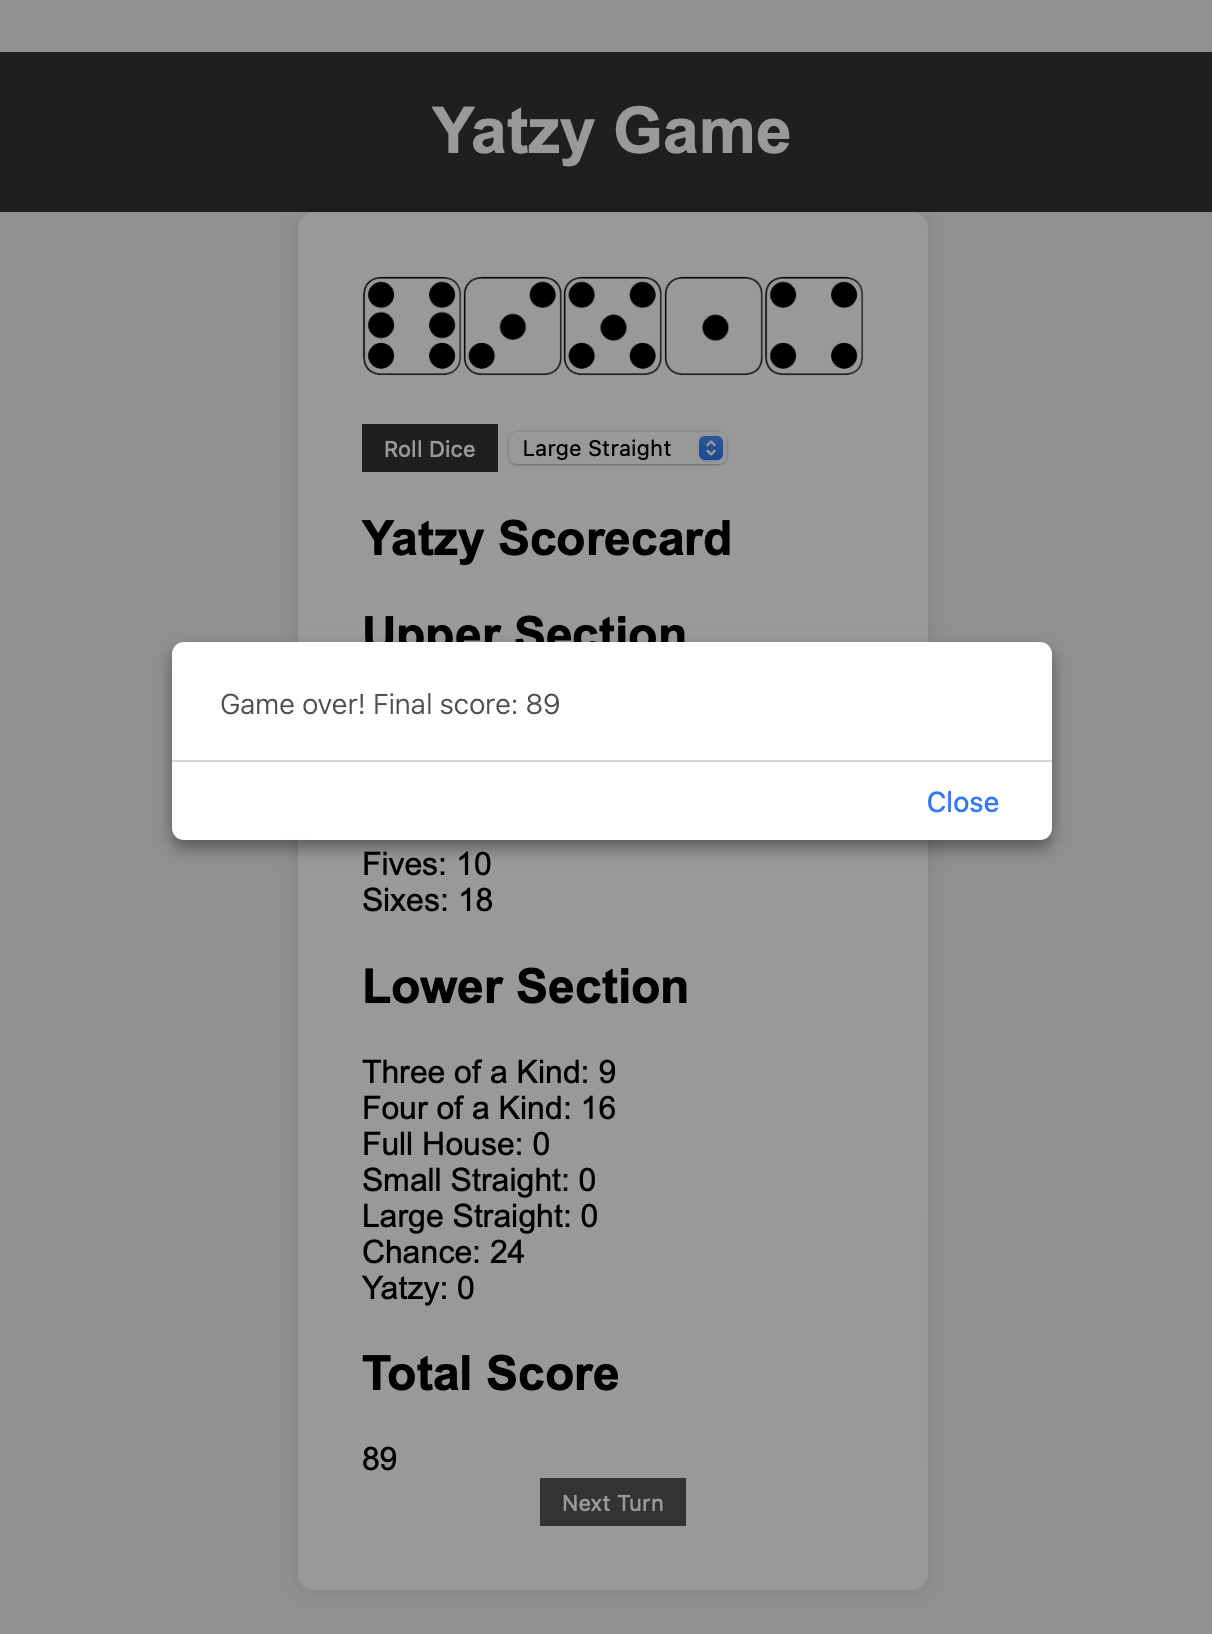 Yatzy Game
Roll Dice
Large Straight
Yatzy Scorecard
Upper Section
Game over! Final score: 89
Close
Fives: 10
Sixes: 18
Lower Section
Three of a Kind: 9
Four of a Kind: 16
Full House: 0
Small Straight: 0
Large Straight: 0
Chance: 24
Yatzy: 0
Total Score
89
Next Turn